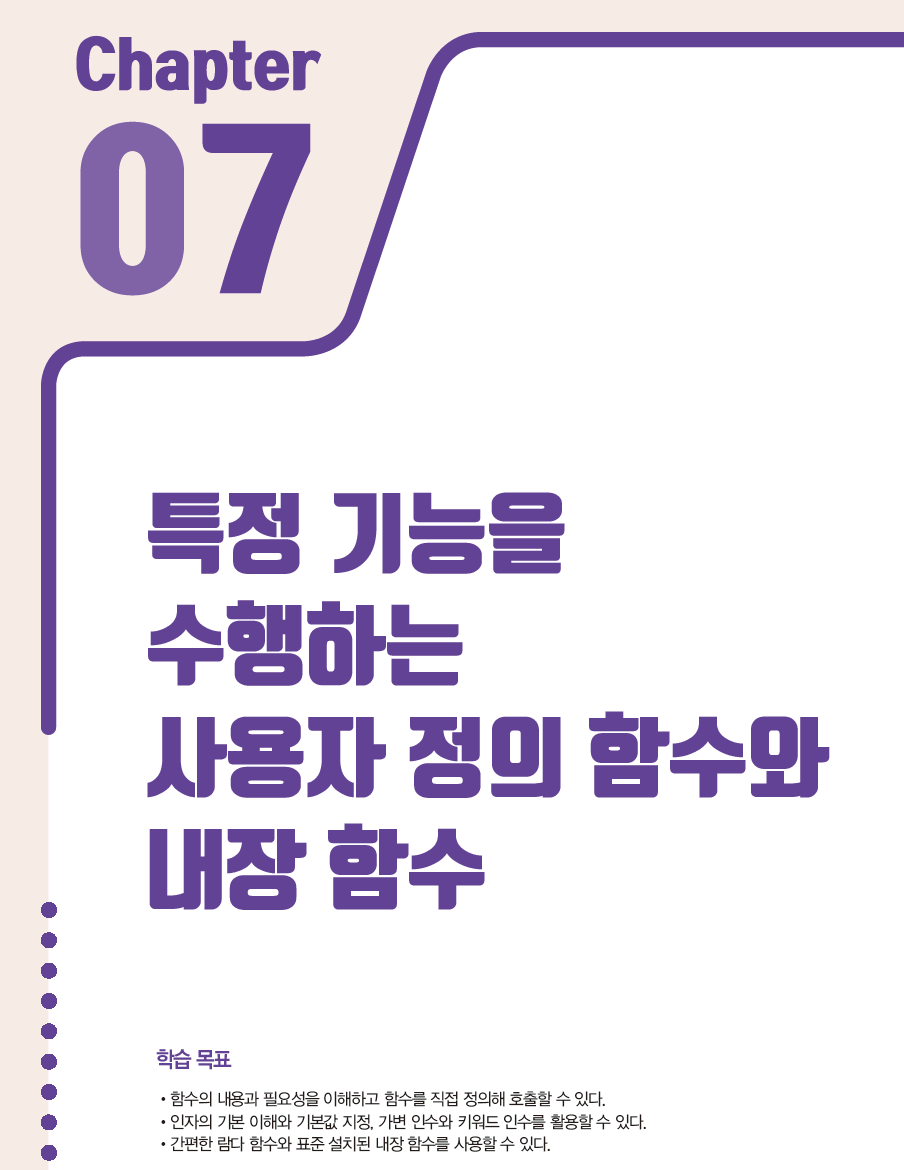 Chapter
07
특정 기능을
수행하는
사용자 정의 함수와
내장 함수
학습 목표
• 함수의 내용과 필요성을 이해하고 함수를 직접 정의해 호출할 수 있다.
• 인자의 기본 이해와 기본값 지정, 가변 인수와 키워드 인수를 활용할 수 있다.
• 간편한 람다 함수와 표준 설치된 내장 함수를 사용할 수 있다.